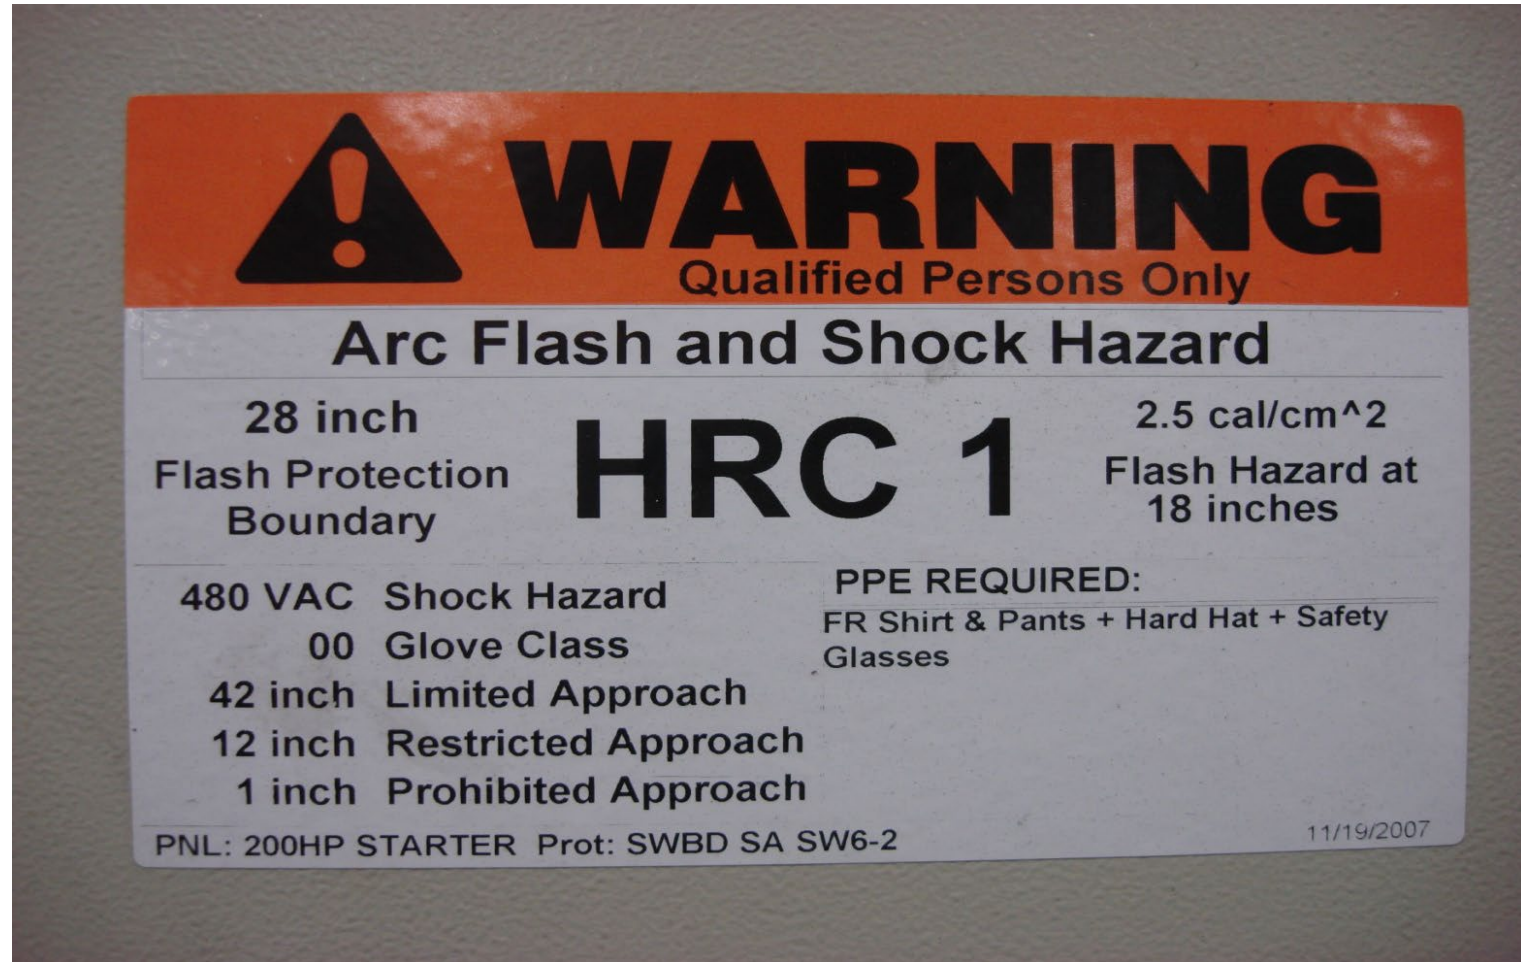 WARNING
Qualified Persons Only
Arc Flash and Shock Hazard
28 inch
Flash Protection
Boundary
HRC 1
2.5 cal/cm^2
Flash Hazard at
18 inches
480 VAC Shock Hazard
00 Glove Class
42 inch Limited Approach
12 inch Restricted Approach
1 inch Prohibited Approach
PPE REQUIRED:
FR Shirt & Pants + Hard Hat + Safety
Glasses
PNL: 200HP STARTER Prot: SWBD SA SW6-2
11/19/2007